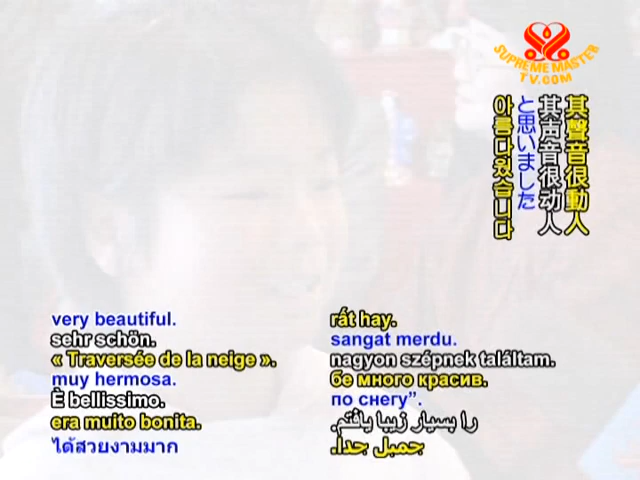 SUPREME MASTER
TV.COM
其聲音很動人
其声音很动人
と思いました
아름다웠습니다
very beautiful.
sehr schön.
« Traversée de la neige ».
muy hermosa.
È bellissimo.
era muito bonita.
ได้สวยงามมาก
rát hay.
sangat merdu.
nagyon szépnek találtam.
бе много красив.
по снегу”.
را بسیار زیبا یافتم.
جميل جدا.